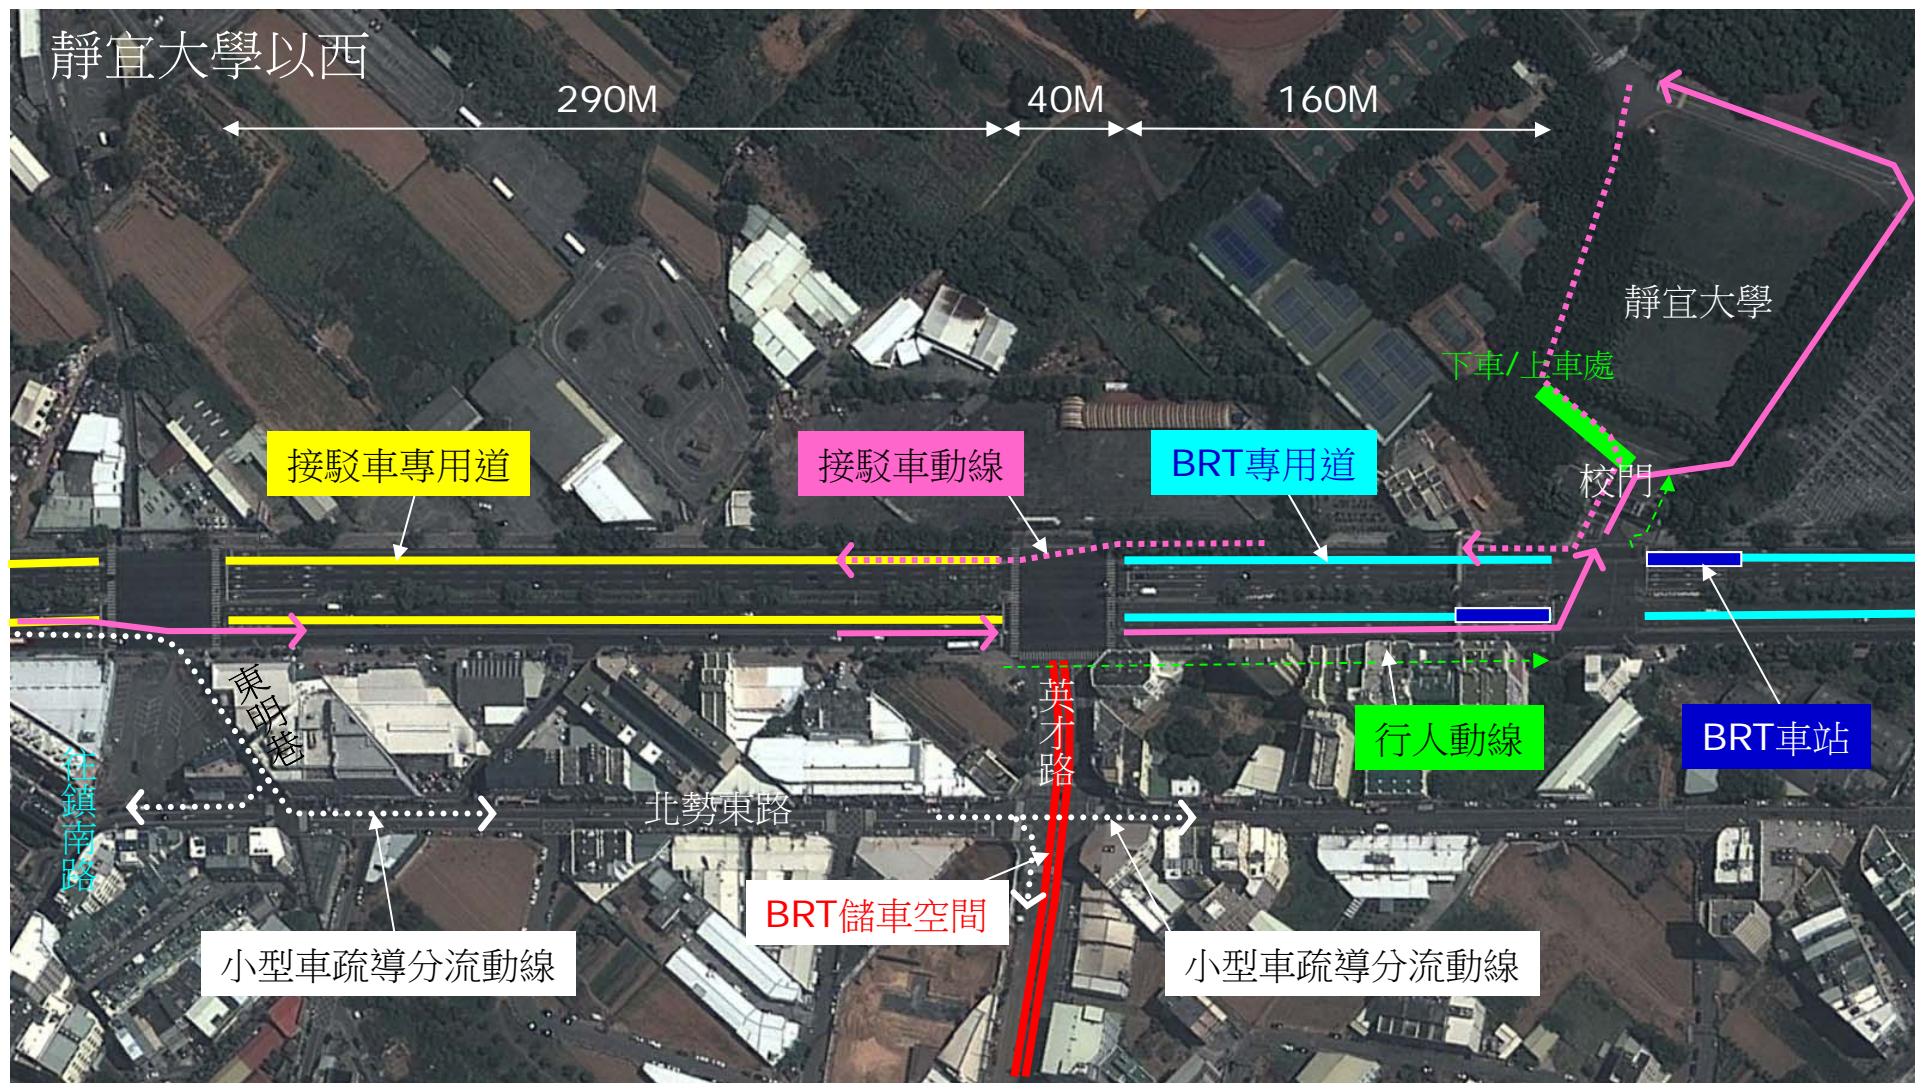 靜宜大學以西
290M
40M
160M
靜宜大學
下車/上車處
接駁車專用道
接駁車動線
BRT專用道
校門
東明巷
英才路
行人動線
BRT車站
往鎮南路
北勢東路
BRT儲車空間
小型車疏導分流動線
小型車疏導分流動線